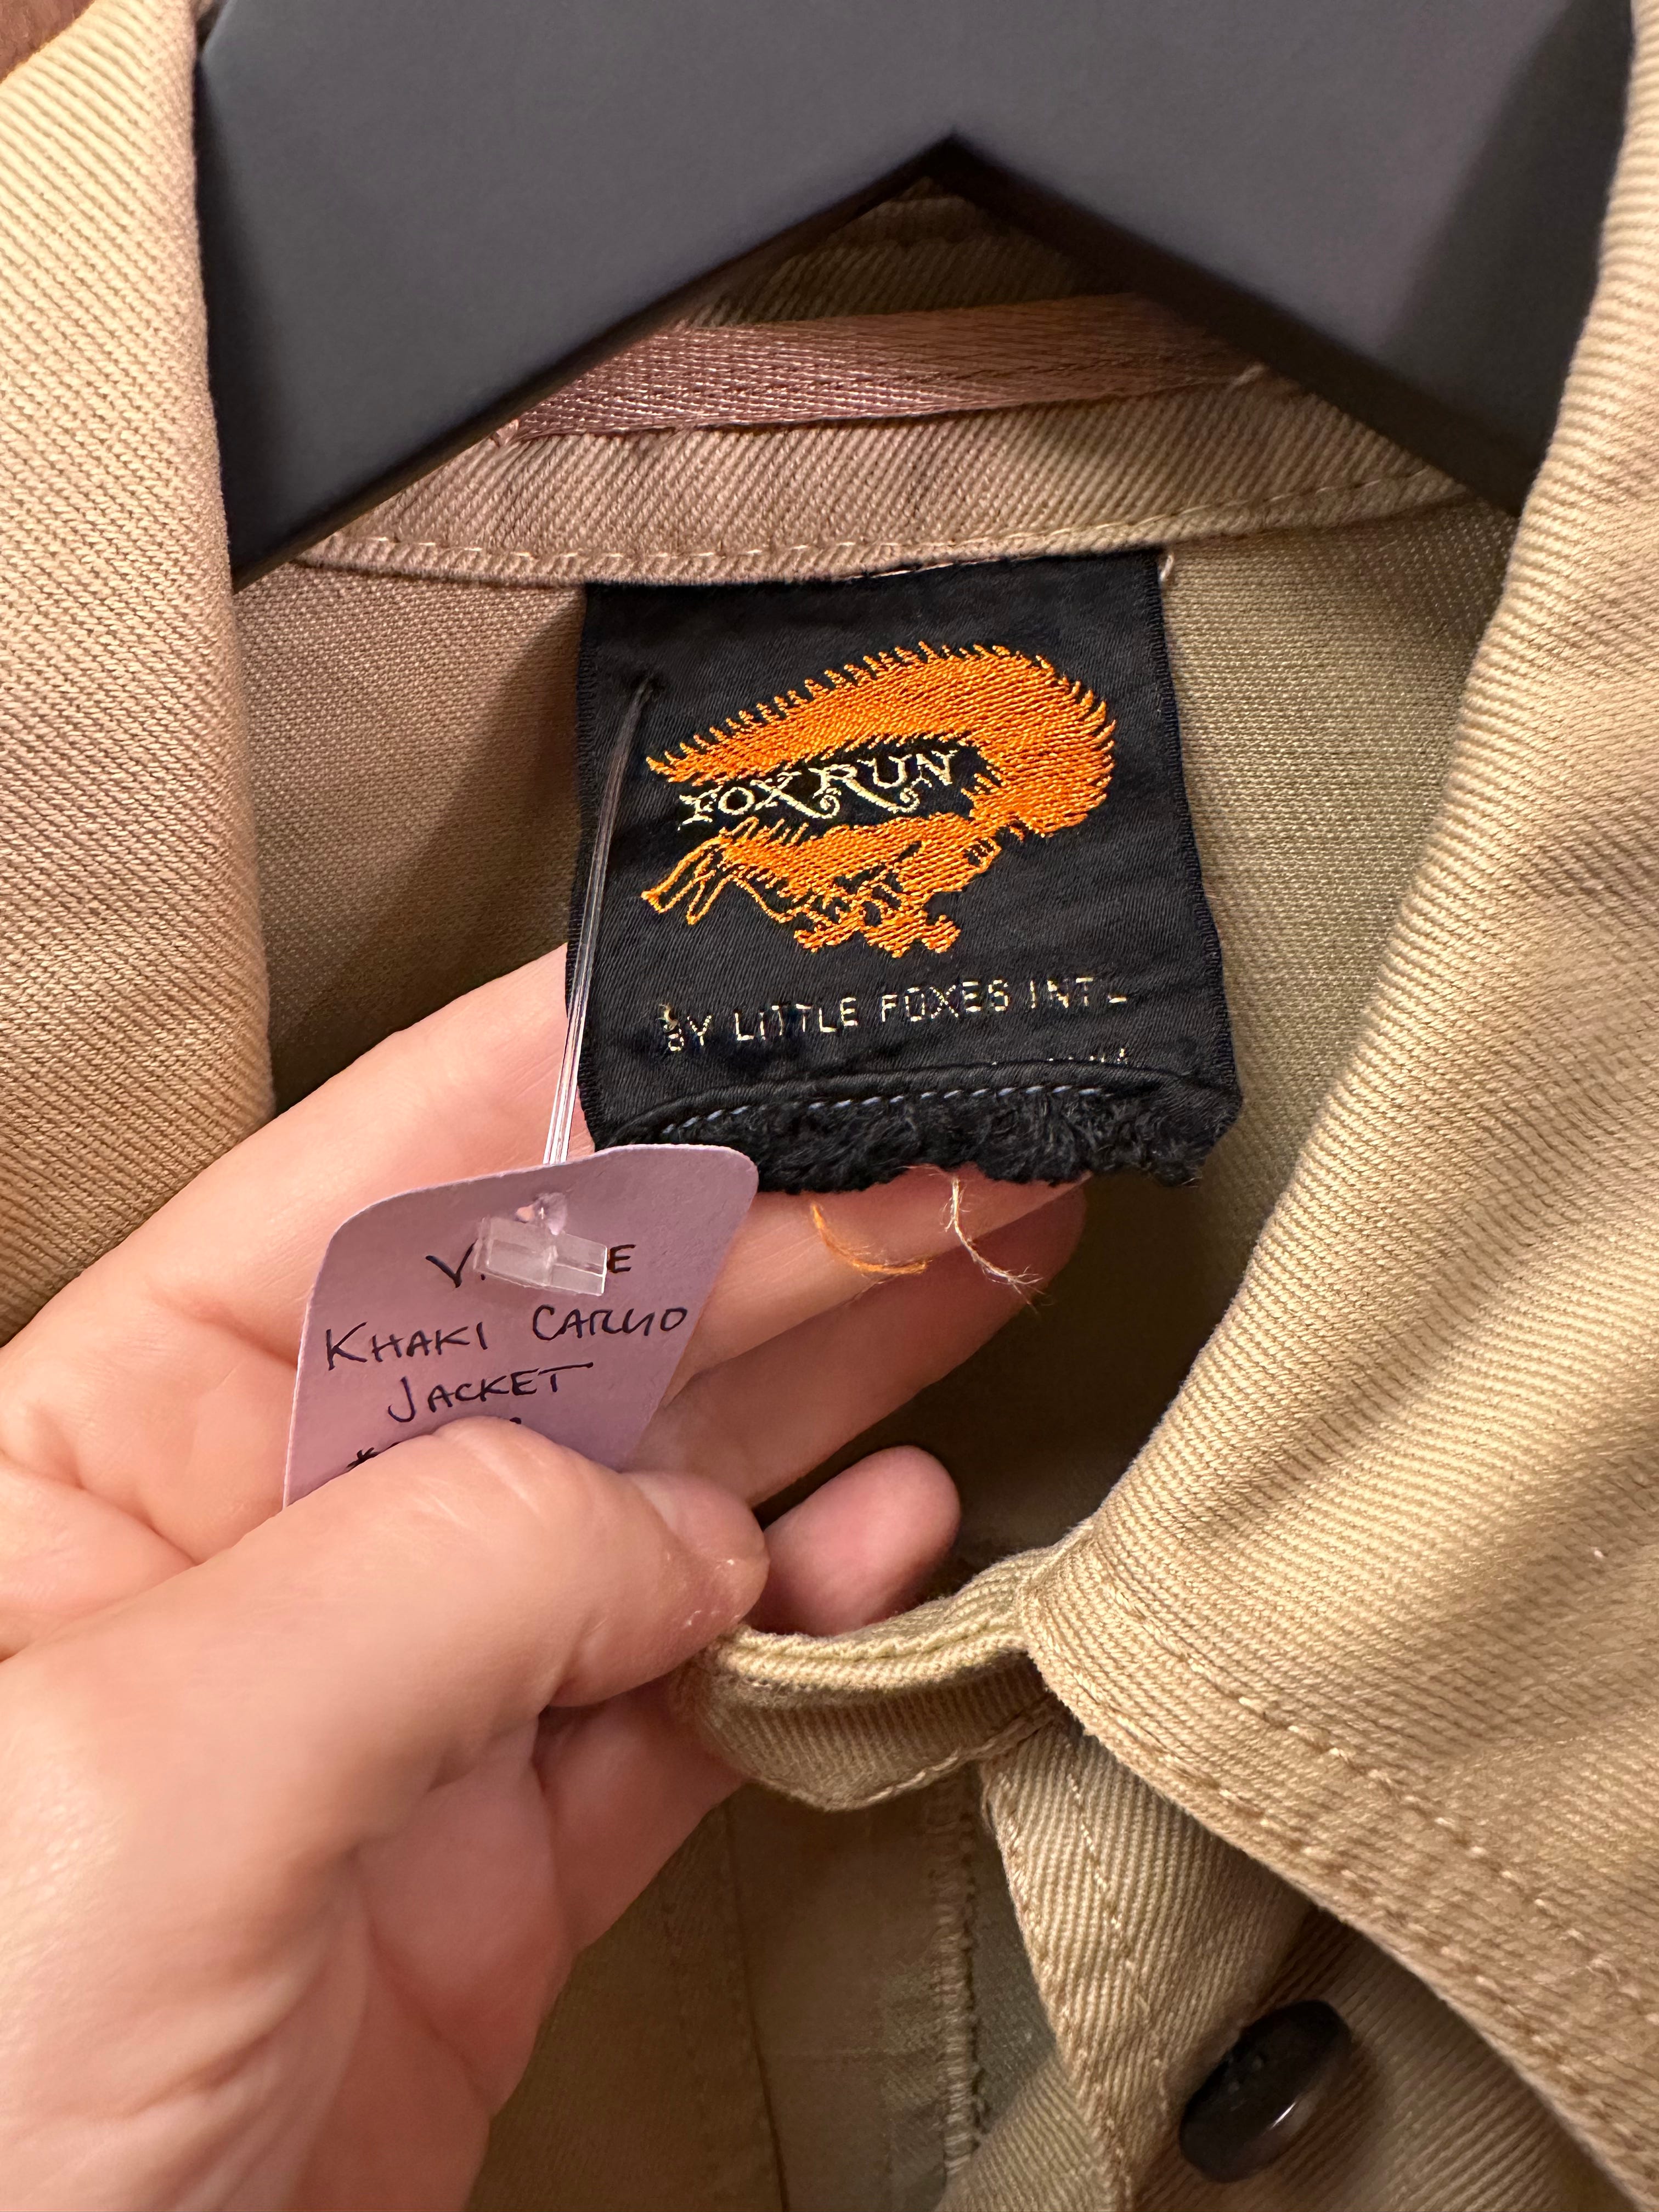 FOXRUN
BY LITTLE FOXES INT'L
KHAKI CARGO
JACKET